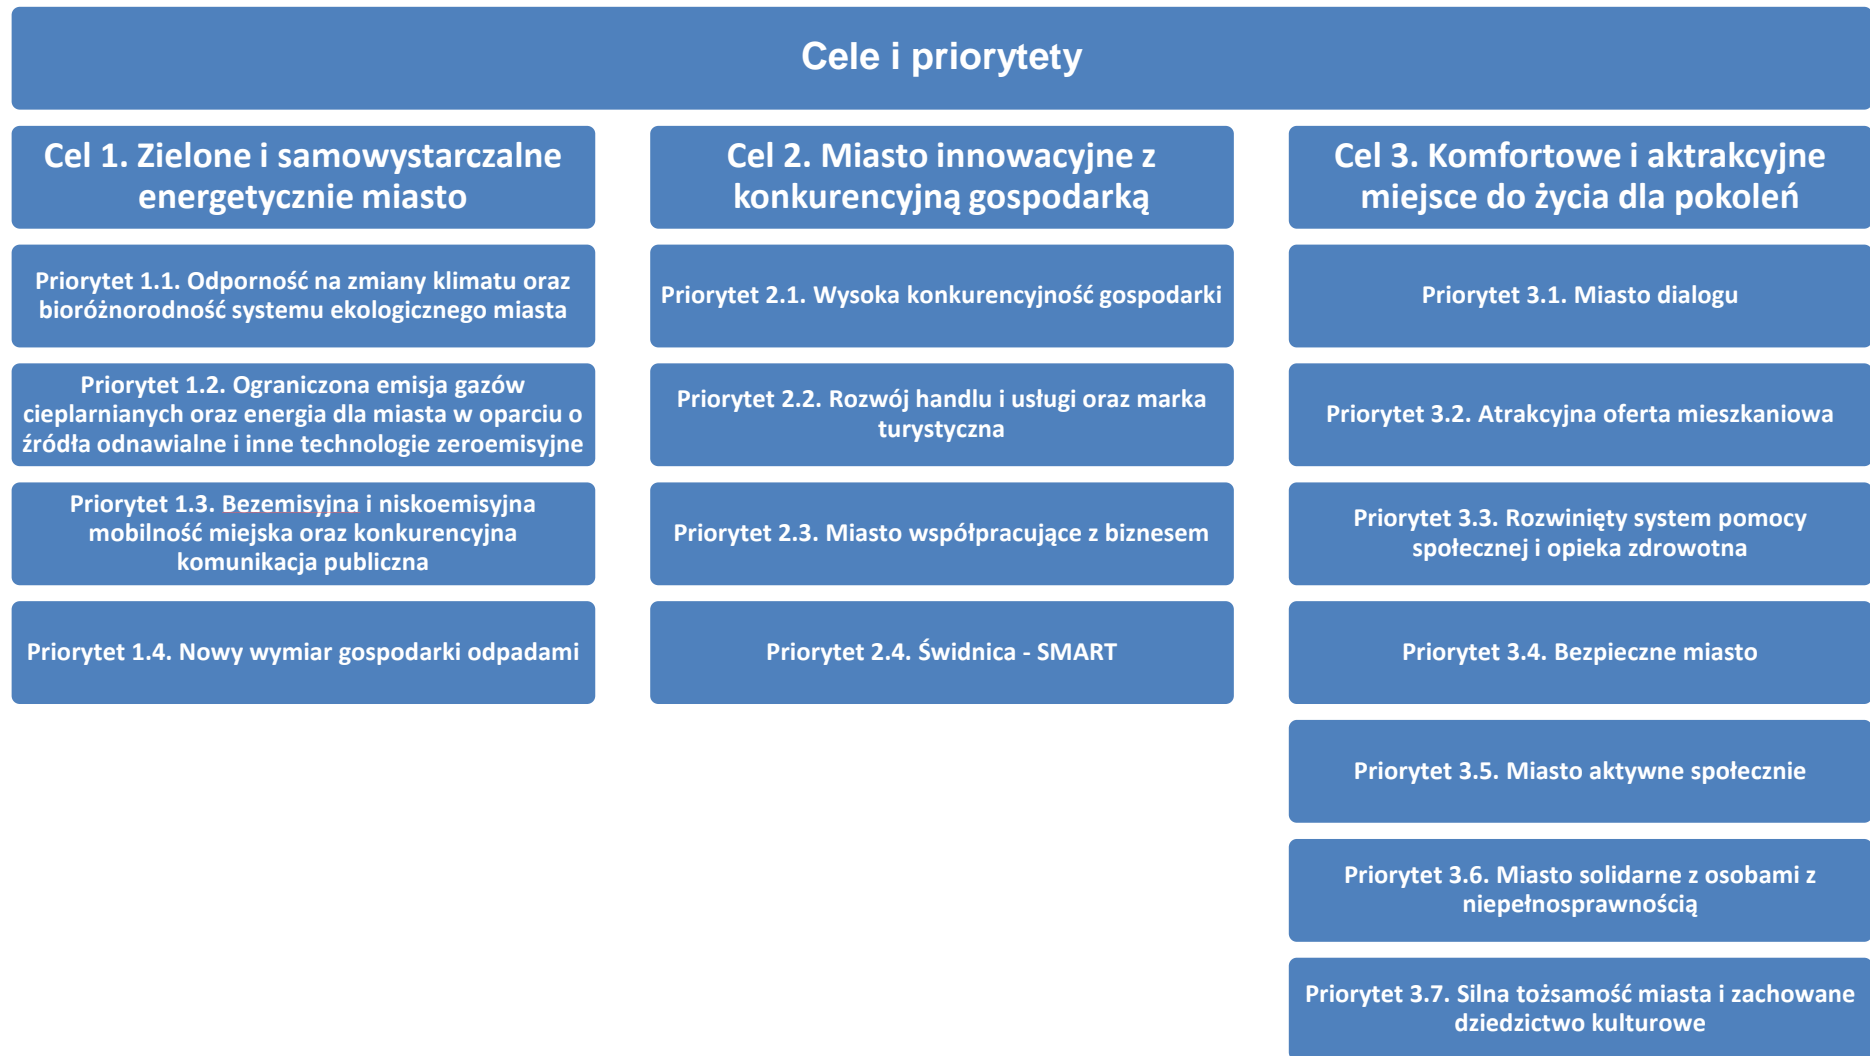 Cele i priorytety
Cel 1. Zielone i samowystarczalne
energetycznie miasto
Priorytet 1.1. Odporność na zmiany klimatu oraz
bioróżnorodność systemu ekologicznego miasta
Priorytet 1.2. Ograniczona emisja gazów
cieplarnianych oraz energia dla miasta w oparciu o
źródła odnawialne i inne technologie zeroemisyjne
Priorytet 1.3. Bezemisyjna i niskoemisyjna
mobilność miejska oraz konkurencyjna
komunikacja publiczna
Priorytet 1.4. Nowy wymiar gospodarki odpadami
Cel 2. Miasto innowacyjne z
konkurencyjną gospodarką
Priorytet 2.1. Wysoka konkurencyjność gospodarki
Priorytet 2.2. Rozwój handlu i usługi oraz marka
turystyczna
Priorytet 2.3. Miasto współpracujące z biznesem
Priorytet 2.4. Świdnica - SMART
Cel 3. Komfortowe i aktrakcyjne
miejsce do życia dla pokoleń
Priorytet 3.1. Miasto dialogu
Priorytet 3.2. Atrakcyjna oferta mieszkaniowa
Priorytet 3.3. Rozwinięty system pomocy
społecznej i opieka zdrowotna
Priorytet 3.4. Bezpieczne miasto
Priorytet 3.5. Miasto aktywne społecznie
Priorytet 3.6. Miasto solidarne z osobami z
niepełnosprawnością
Priorytet 3.7. Silna tożsamość miasta i zachowane
dziedzictwo kulturowe